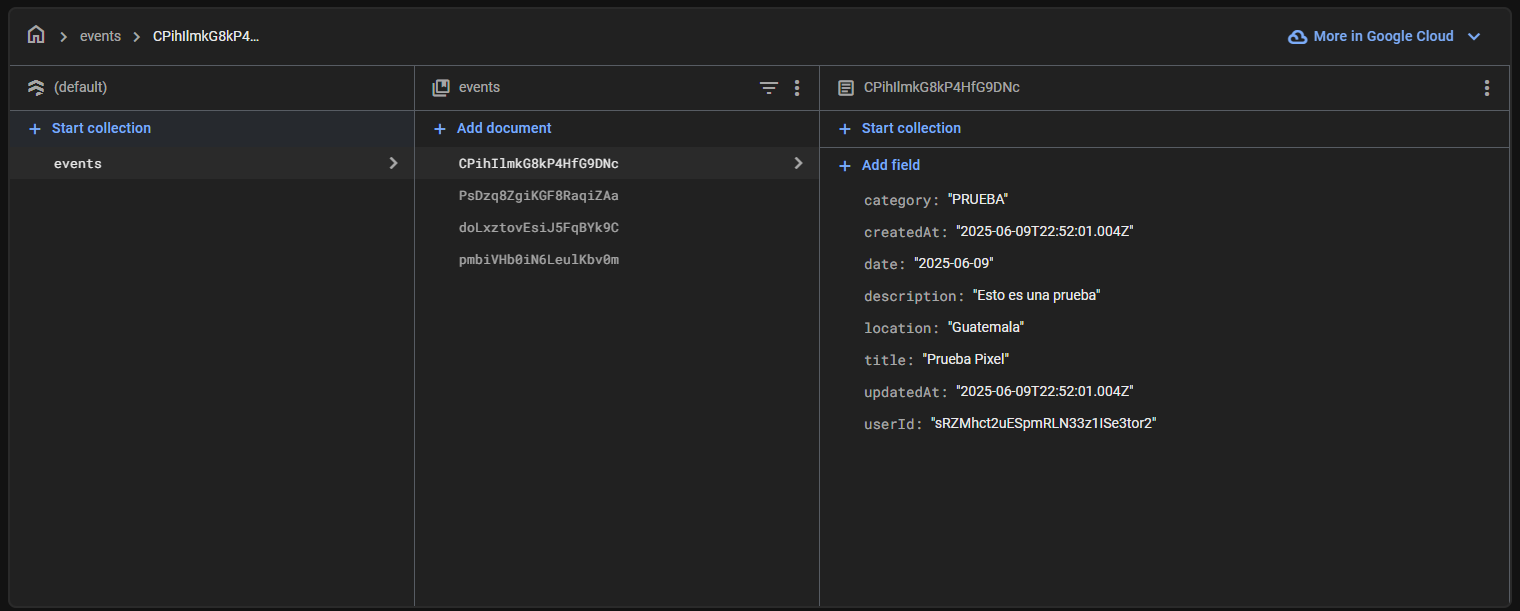 events
CPihIlmkG8kP4...
More in Google Cloud
(default)
events
CPihIlmkG8kP4HfG9DNc
Start collection
Add document
Start collection
events
CPihIlmkG8kP4HfG9DNc
Add field
PsDzq8ZgiKGF8RaqiZAa
category: "PRUEBA"
doLxztovEsiJ5FqBYk9C
createdAt: "2025-06-09T22:52:01.004Z"
pmbiVHb0iN6LeulKbv0m
date: "2025-06-09"
description: "Esto es una prueba"
location: "Guatemala"
title: "Prueba Pixel"
updatedAt: "2025-06-09T22:52:01.004Z"
userId: "sRZMhct2uESpmRLN33z1ISe3tor2"